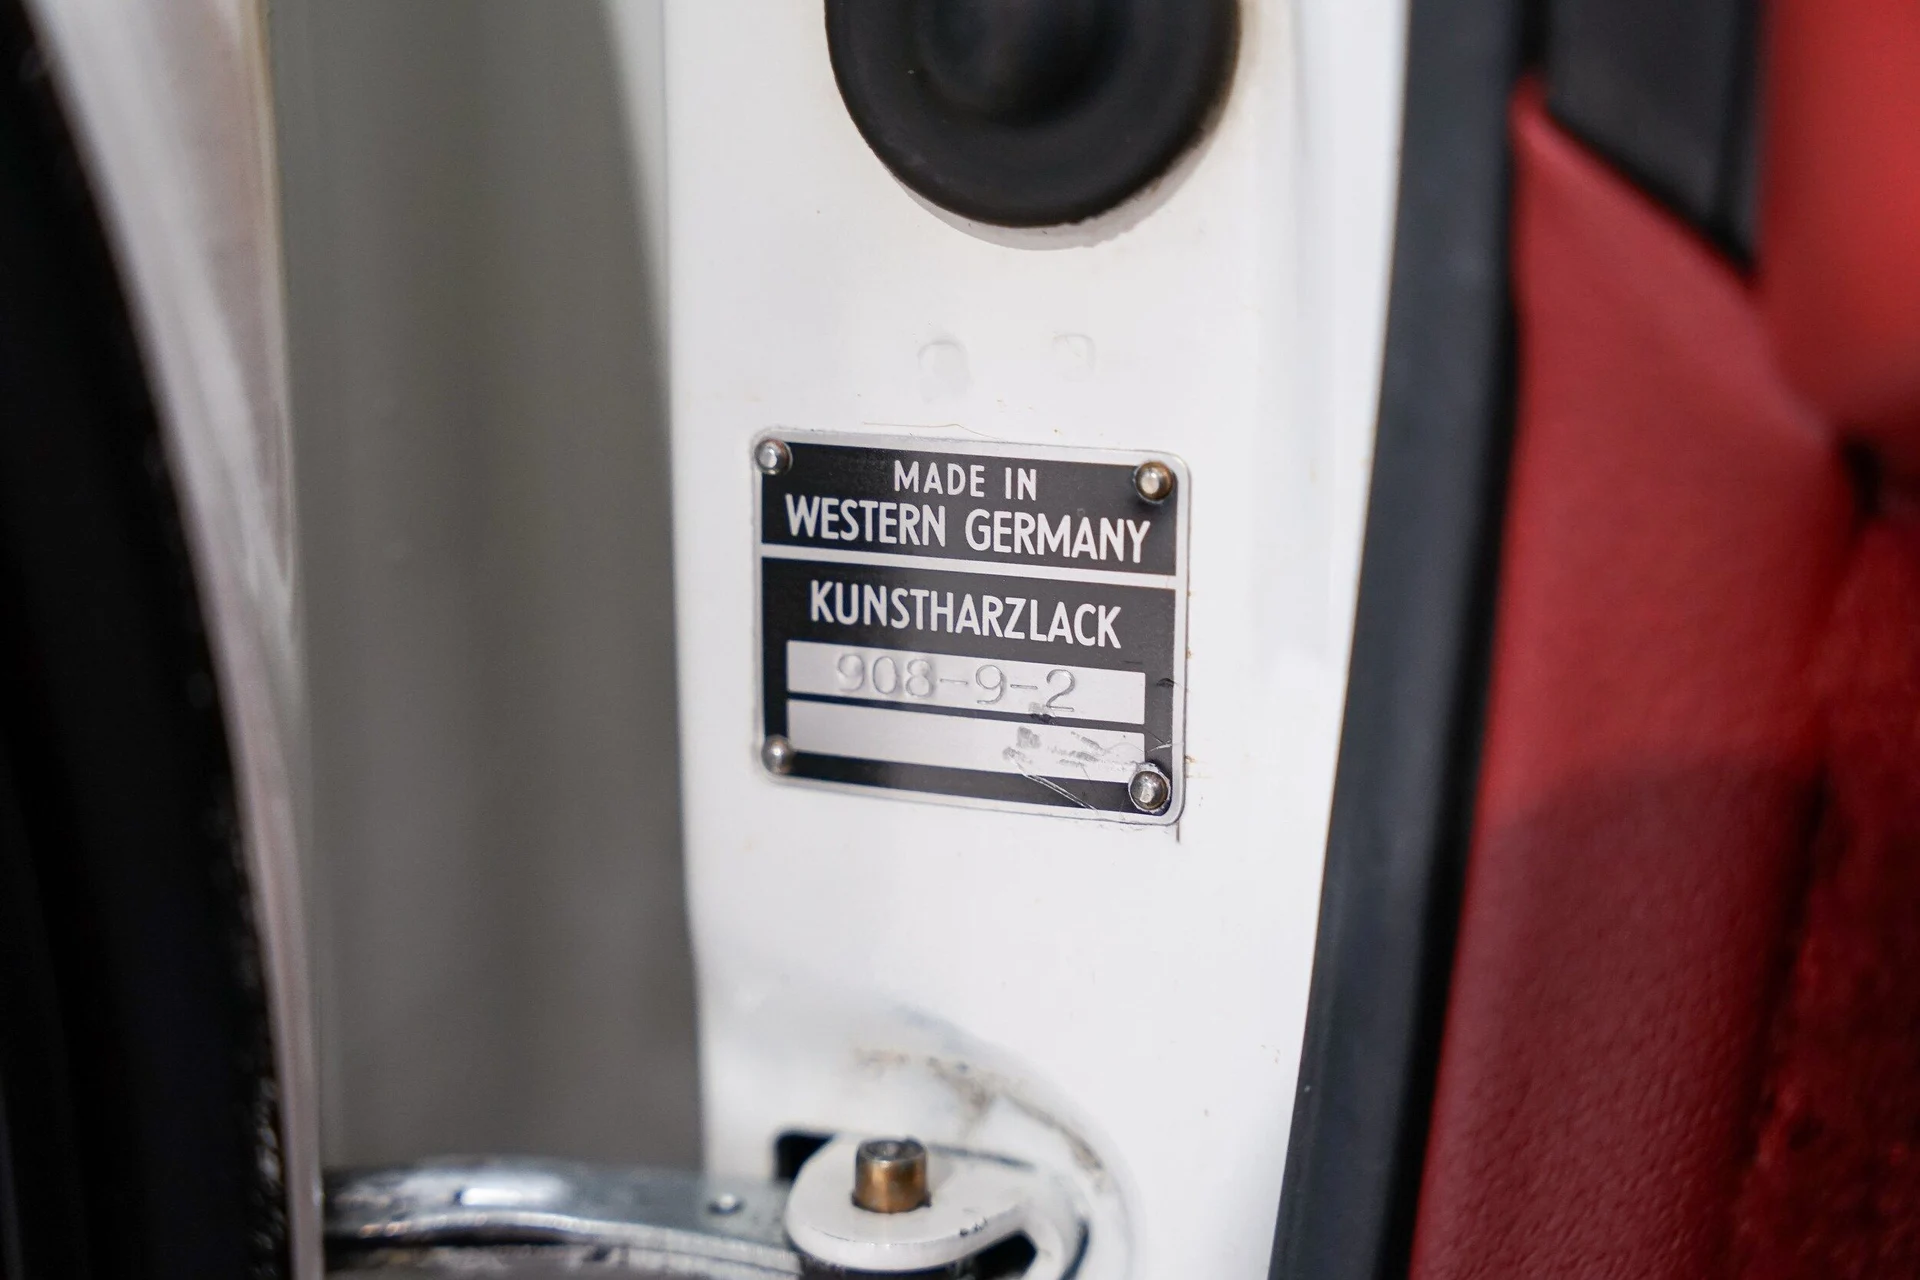 MADE IN
WESTERN GERMANY
KUNSTHARZLACK
908-9-2